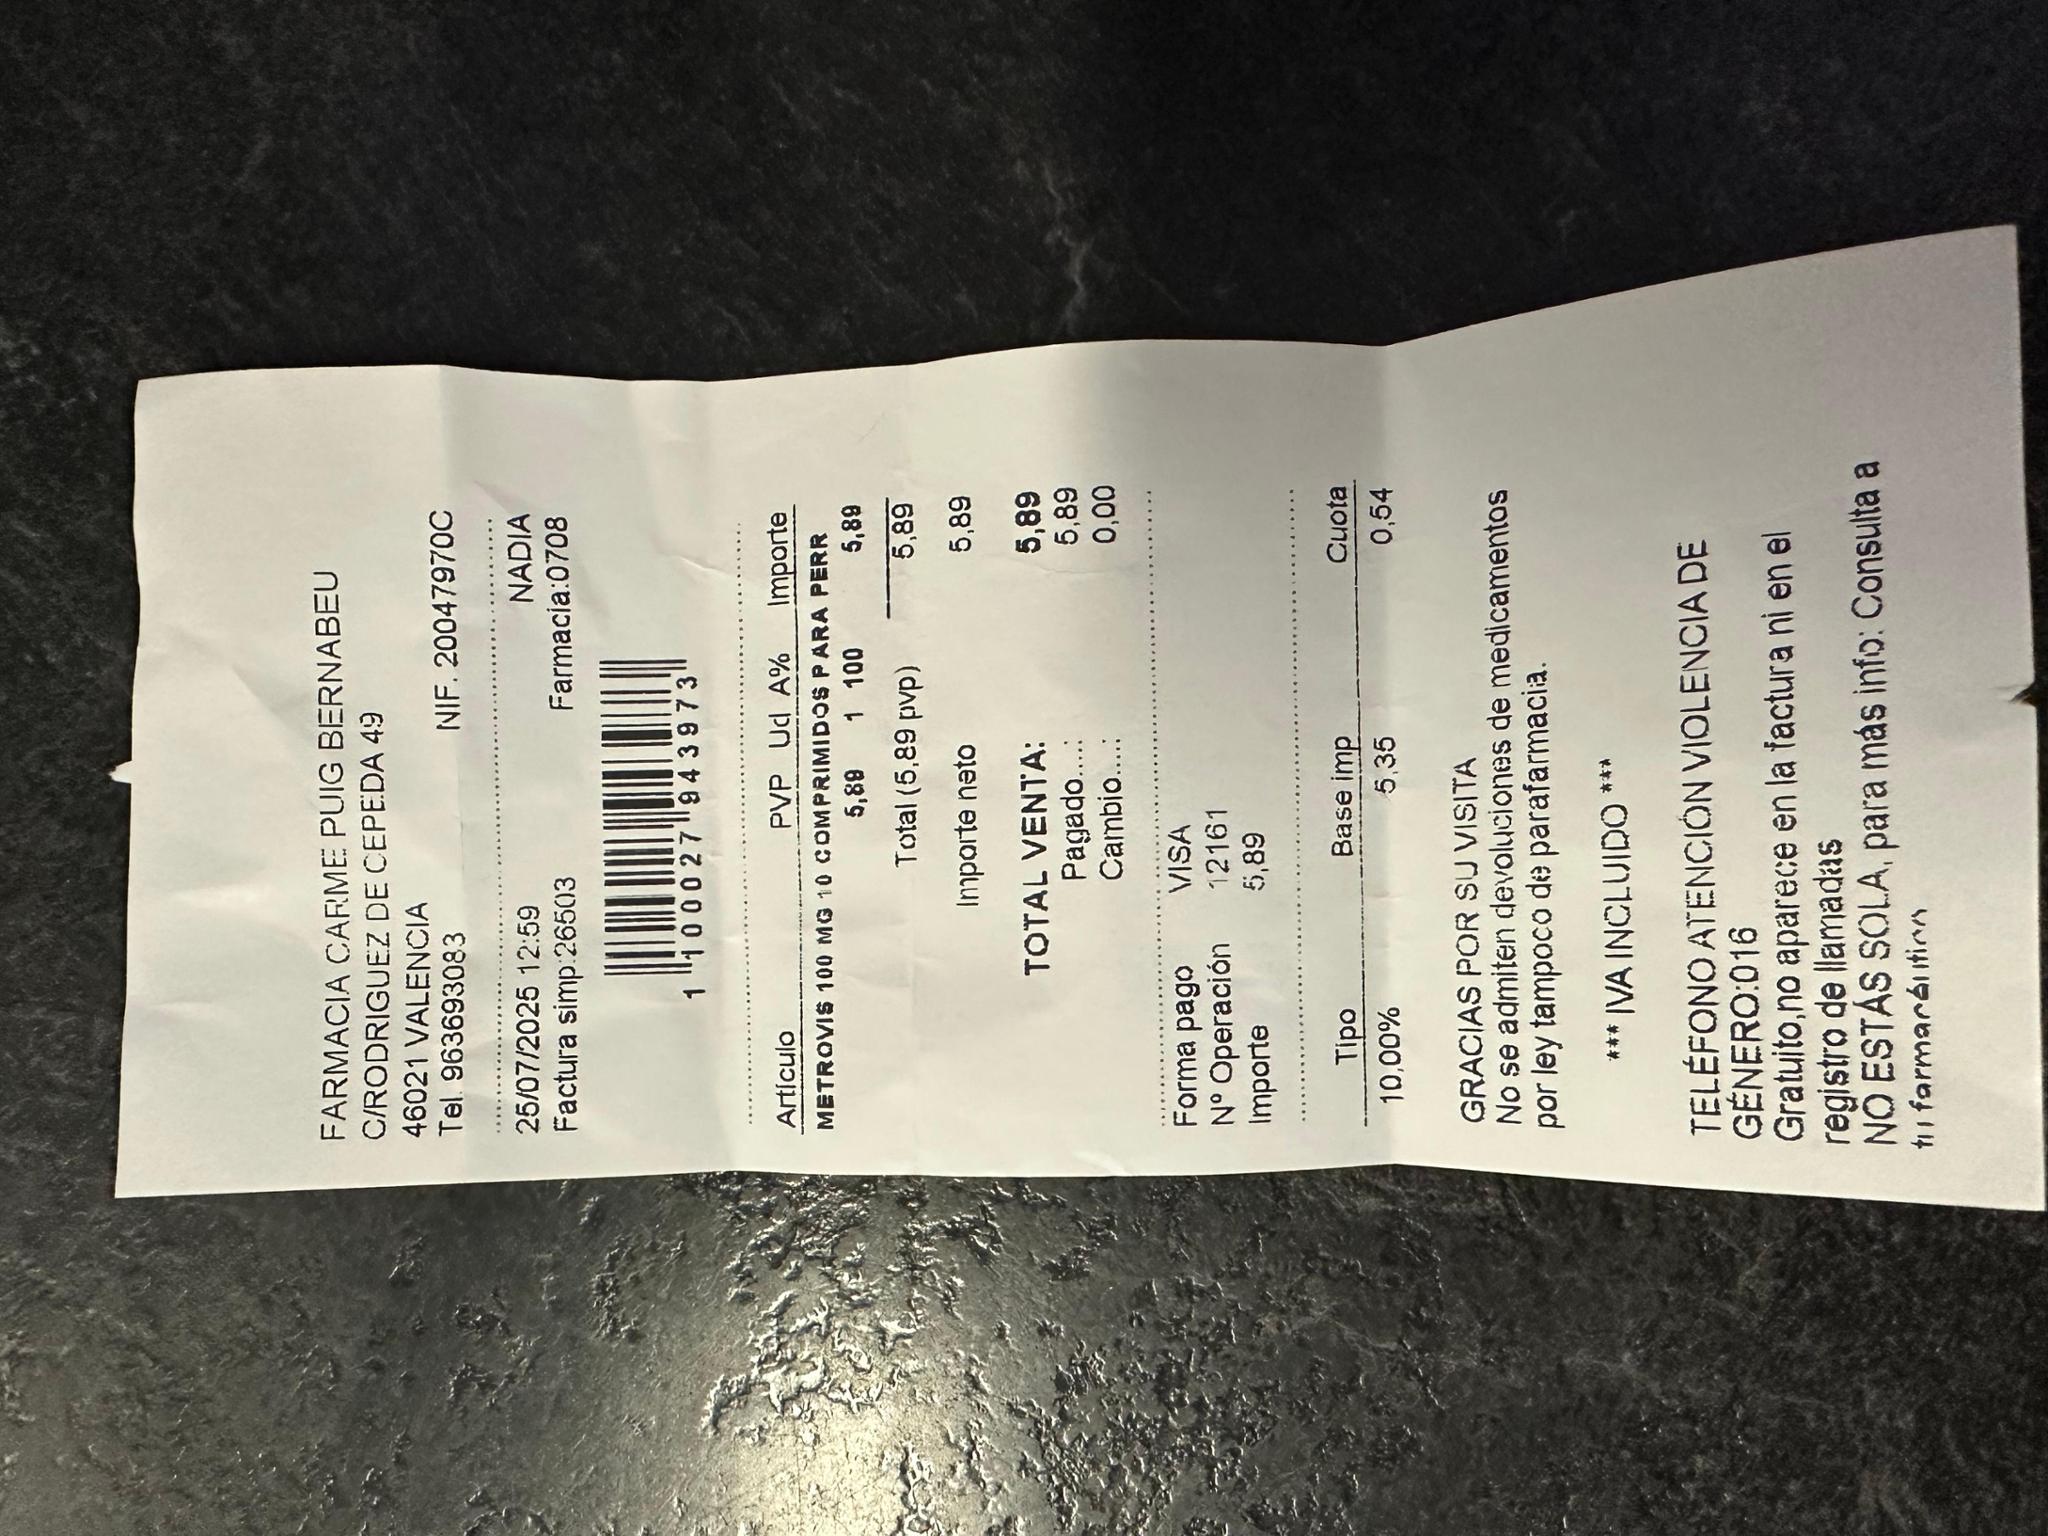 FARMACIA CARME PUIG BERNABEU
C/RODRIGUEZ DE CEPEDA 49
46021 VALENCIA
Tel. 963693083 NIF. 20047970C
25/07/2025 12:59 NADIA
Factura simp:26503 Farmacia:0708
1 100027 943973
Artículo PVP Ud A% Importe
METROVIS 100 MG 10 COMPRIMIDOS PARA PERR
5,89 1 100 5,89
Total (5,89 pvp) 5,89
Importe neto 5,89
TOTAL VENTA: 5,89
Pagado....: 5,89
Cambio....: 0,00
Forma pago VISA
Nº Operación 12161
Importe 5,89
Tipo Base imp Cuota
10,00% 5,35 0,54
GRACIAS POR SU VISITA
No se admiten devoluciones de medicamentos
por ley tampoco de parafarmacia.
*** IVA INCLUIDO ***
TELÉFONO ATENCIÓN VIOLENCIA DE
GÉNERO:016
Gratuito,no aparece en la factura ni en el
registro de llamadas
NO ESTÁS SOLA, para más info: Consulta a
tu farmacéutico